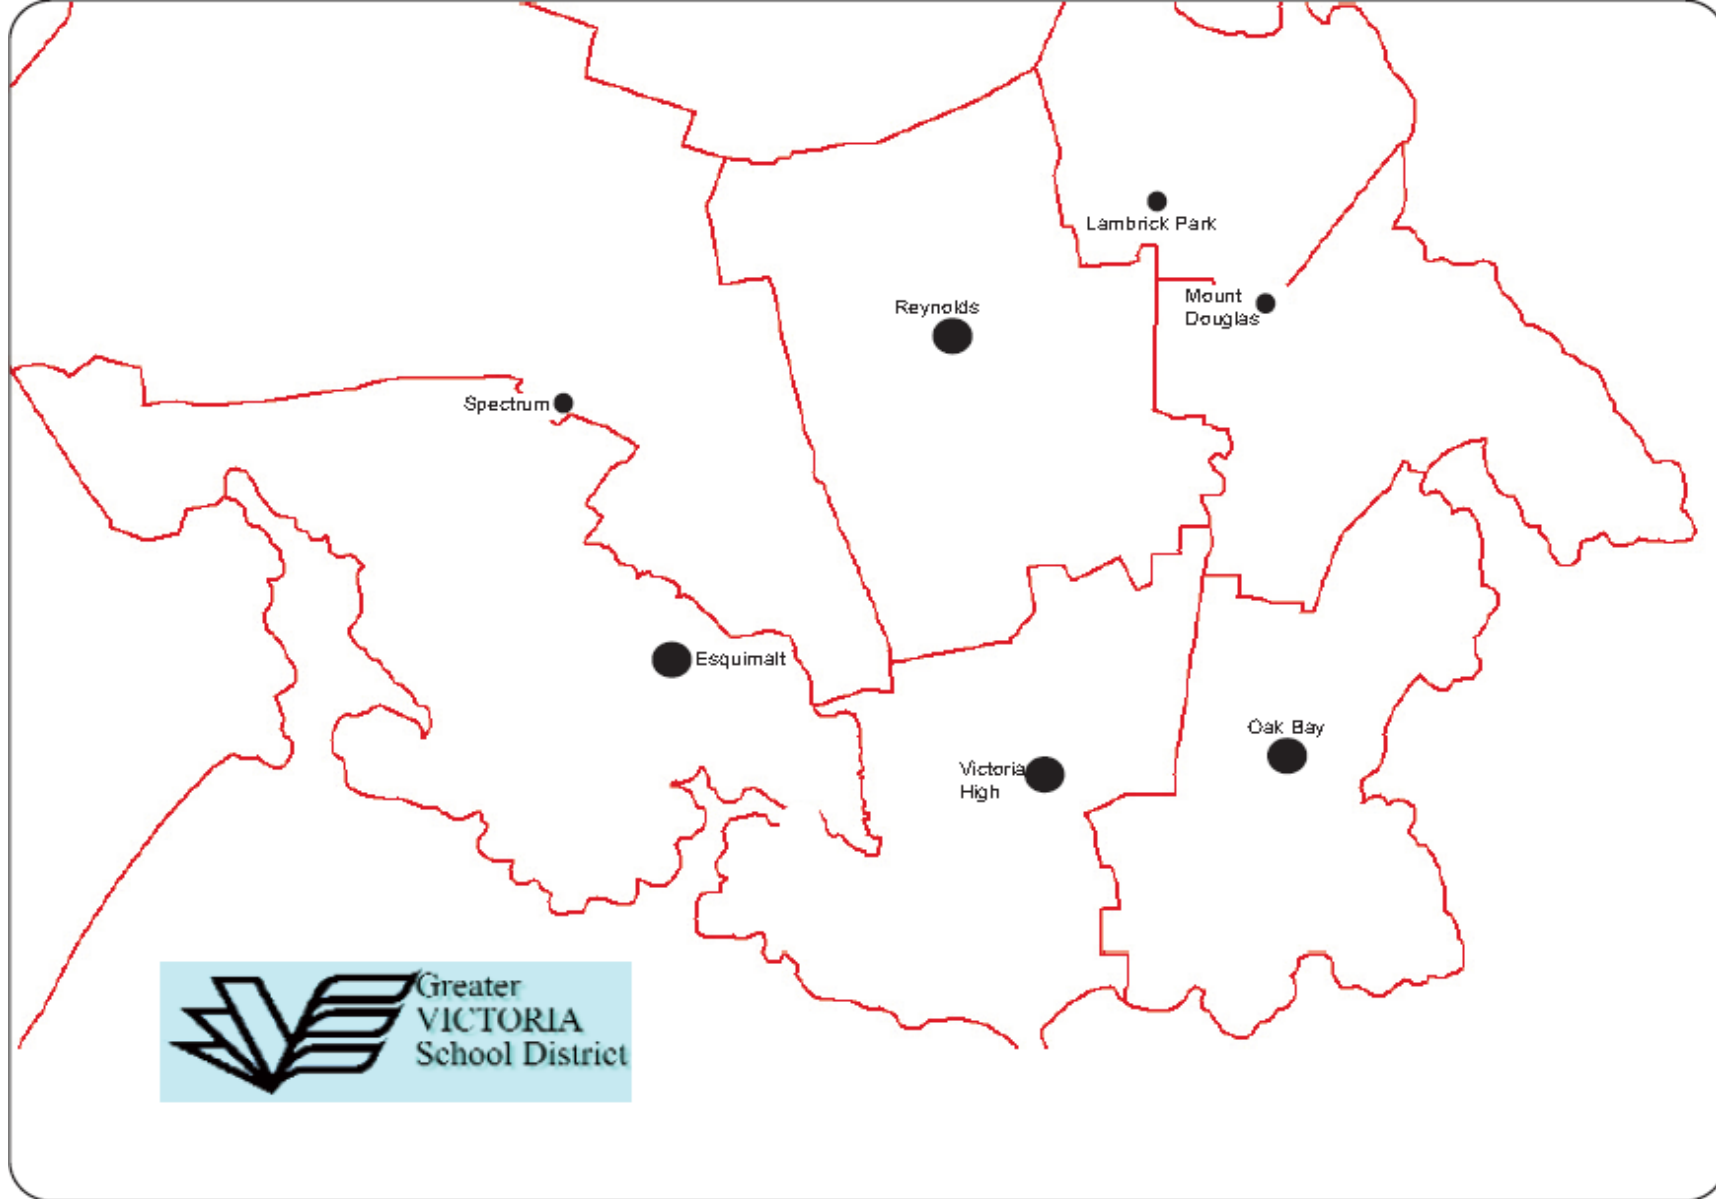 Lambrick Park
Mount
Douglas
Reynolds
Spectrum
Esquimalt
Oak Bay
Victoria
High
Greater
VICTORIA
School District